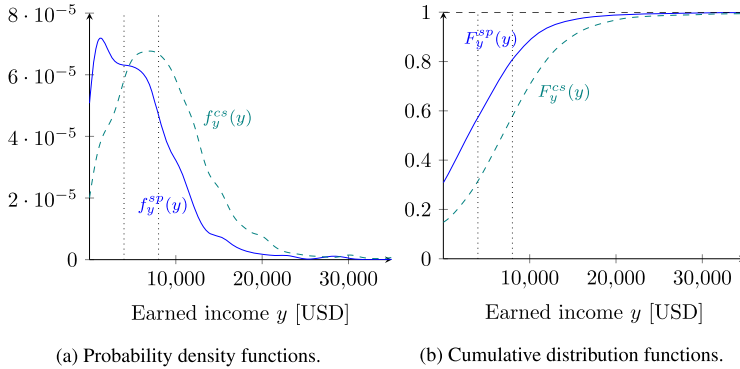 8 · 10⁻⁵
6 · 10⁻⁵
4 · 10⁻⁵
2 · 10⁻⁵
0
10,000 20,000 30,000
Earned income y [USD]
f_y^{cs}(y)
f_y^{sp}(y)
(a) Probability density functions.
1
0.8
0.6
0.4
0.2
0
10,000 20,000 30,000
Earned income y [USD]
F_y^{sp}(y)
F_y^{cs}(y)
(b) Cumulative distribution functions.